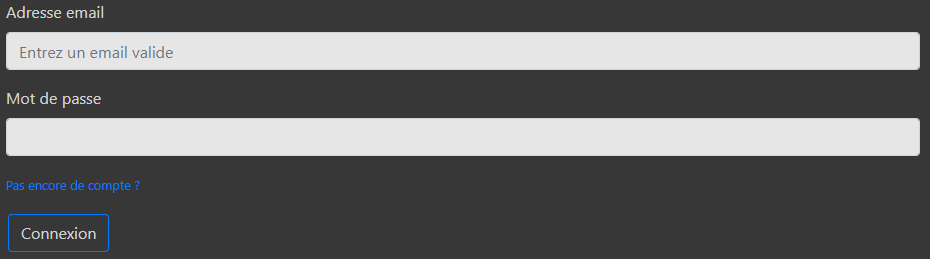 Adresse email
Entrez un email valide
Mot de passe
Pas encore de compte ?
Connexion